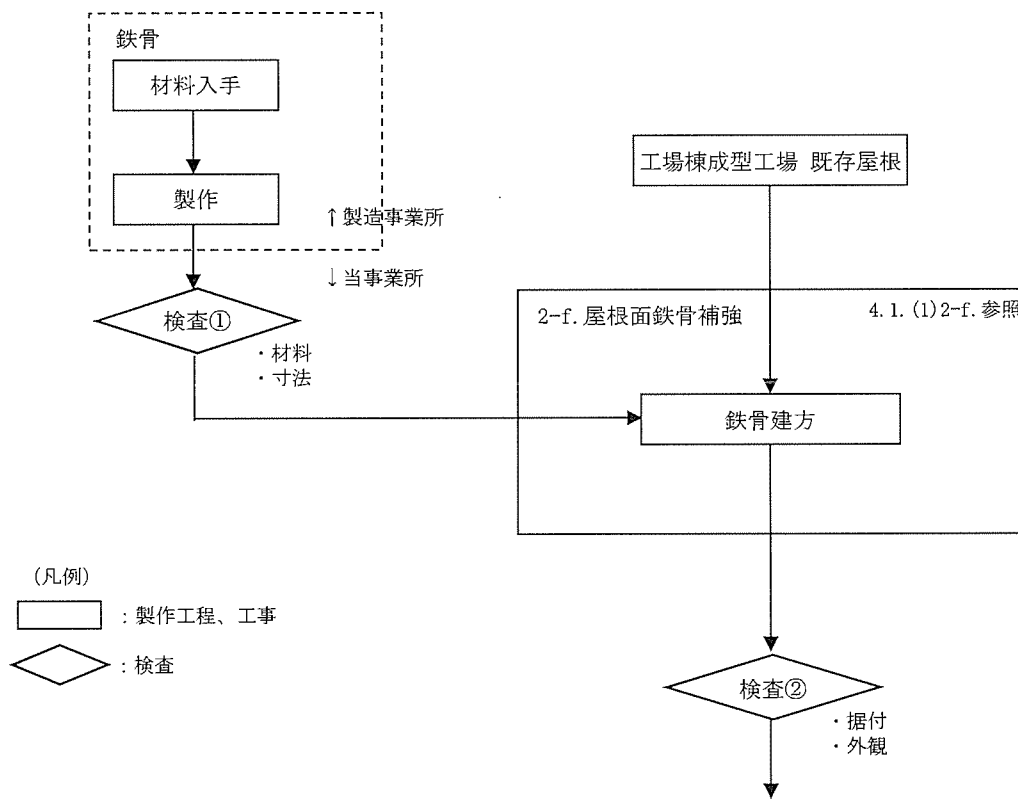 鉄骨
材料入手
製作
↑製造事業所
↓当事業所
検査①
・材料
・寸法
工場棟成型工場 既存屋根
2-f.屋根面鉄骨補強
4.1.(1)2-f.参照
鉄骨建方
検査②
・据付
・外観
(凡例)
:製作工程、工事
:検査